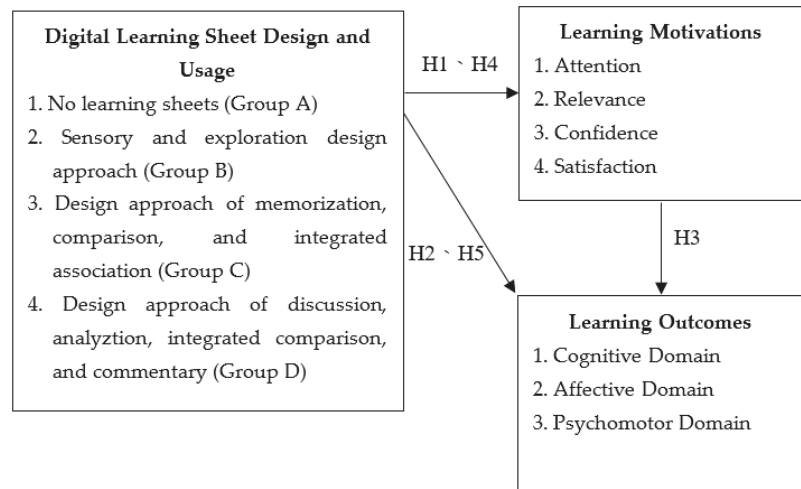 Digital Learning Sheet Design and
Usage
1. No learning sheets (Group A)
2. Sensory and exploration design
approach (Group B)
3. Design approach of memorization,
comparison, and integrated
association (Group C)
4. Design approach of discussion,
analyztion, integrated comparison,
and commentary (Group D)
H1、H4
H2、H5
Learning Motivations
1. Attention
2. Relevance
3. Confidence
4. Satisfaction
H3
Learning Outcomes
1. Cognitive Domain
2. Affective Domain
3. Psychomotor Domain